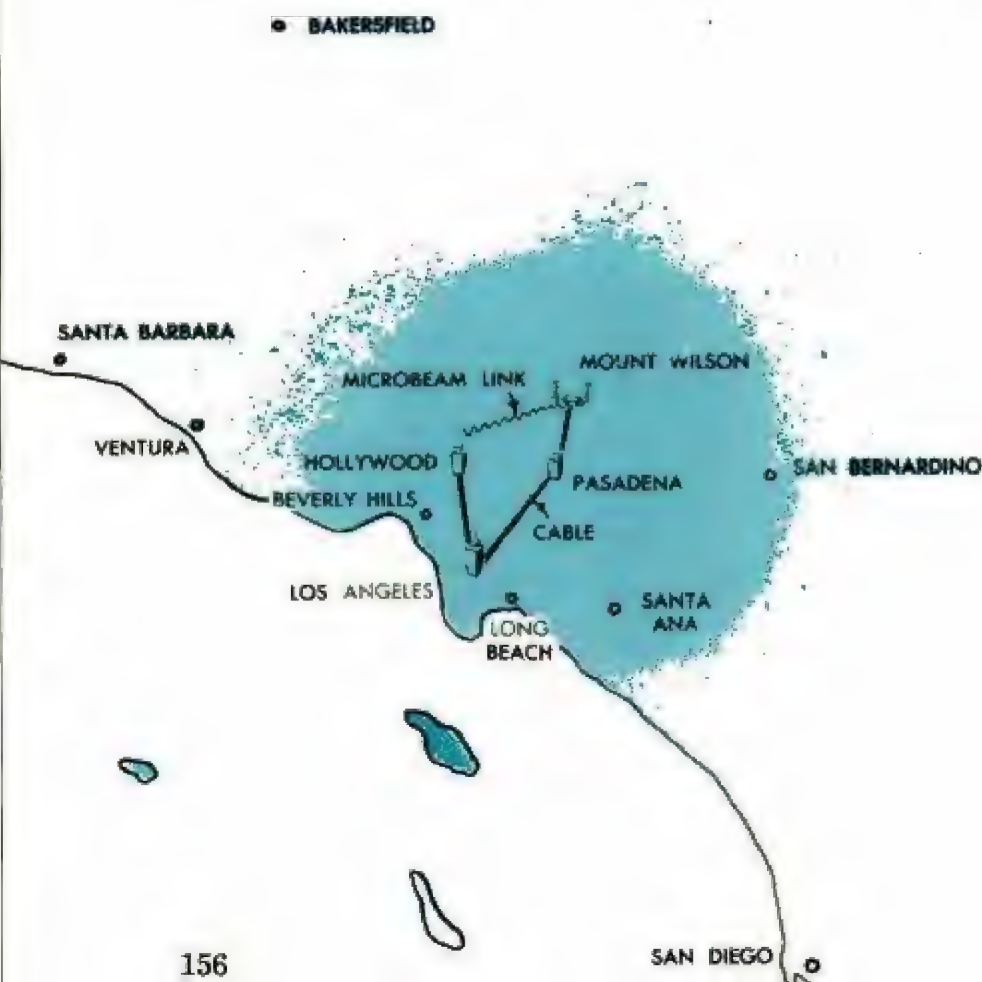 BAKERSFIELD
SANTA BARBARA
MOUNT WILSON
MICROBEAM LINK
VENTURA
HOLLYWOOD
SAN BERNARDINO
PASADENA
BEVERLY HILLS
CABLE
LOS ANGELES
SANTA
ANA
LONG
BEACH
SAN DIEGO
156